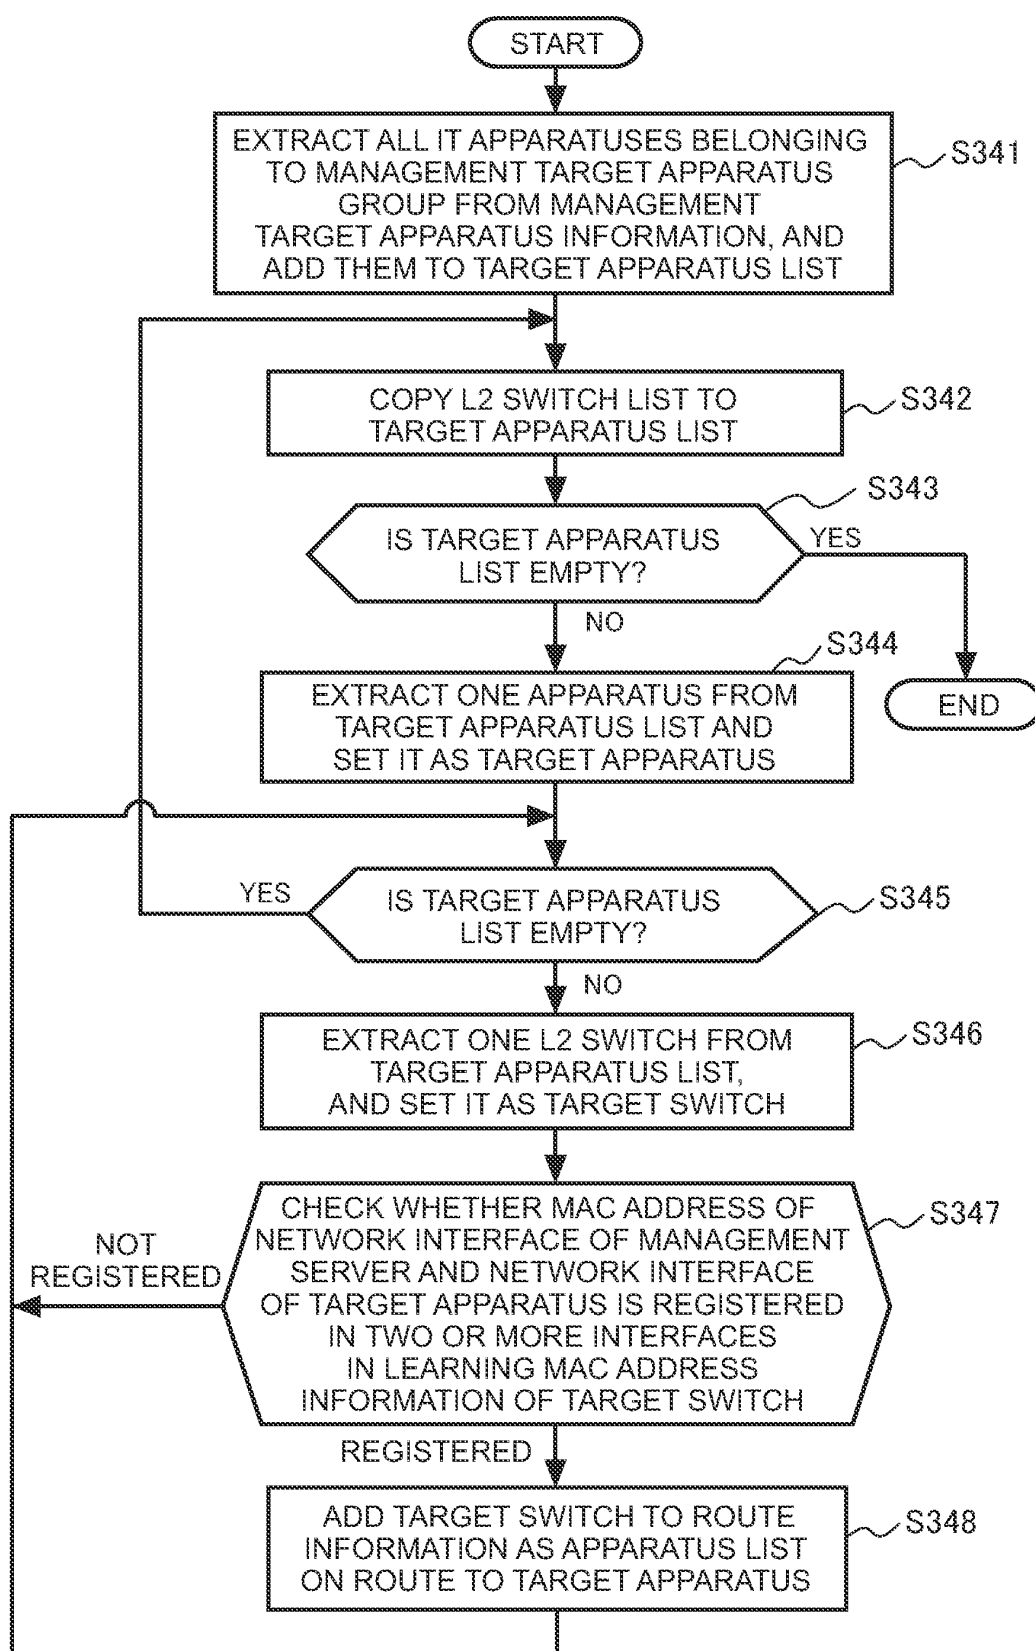 START
EXTRACT ALL IT APPARATUSES BELONGING
TO MANAGEMENT TARGET APPARATUS
GROUP FROM MANAGEMENT
TARGET APPARATUS INFORMATION, AND
ADD THEM TO TARGET APPARATUS LIST
S341
COPY L2 SWITCH LIST TO
TARGET APPARATUS LIST
S342
S343
IS TARGET APPARATUS
LIST EMPTY?
YES
NO
S344
EXTRACT ONE APPARATUS FROM
TARGET APPARATUS LIST AND
SET IT AS TARGET APPARATUS
END
YES
IS TARGET APPARATUS
LIST EMPTY?
S345
NO
EXTRACT ONE L2 SWITCH FROM
TARGET APPARATUS LIST,
AND SET IT AS TARGET SWITCH
S346
CHECK WHETHER MAC ADDRESS OF
NETWORK INTERFACE OF MANAGEMENT
SERVER AND NETWORK INTERFACE
OF TARGET APPARATUS IS REGISTERED
IN TWO OR MORE INTERFACES
IN LEARNING MAC ADDRESS
INFORMATION OF TARGET SWITCH
S347
NOT
REGISTERED
REGISTERED
ADD TARGET SWITCH TO ROUTE
INFORMATION AS APPARATUS LIST
ON ROUTE TO TARGET APPARATUS
S348